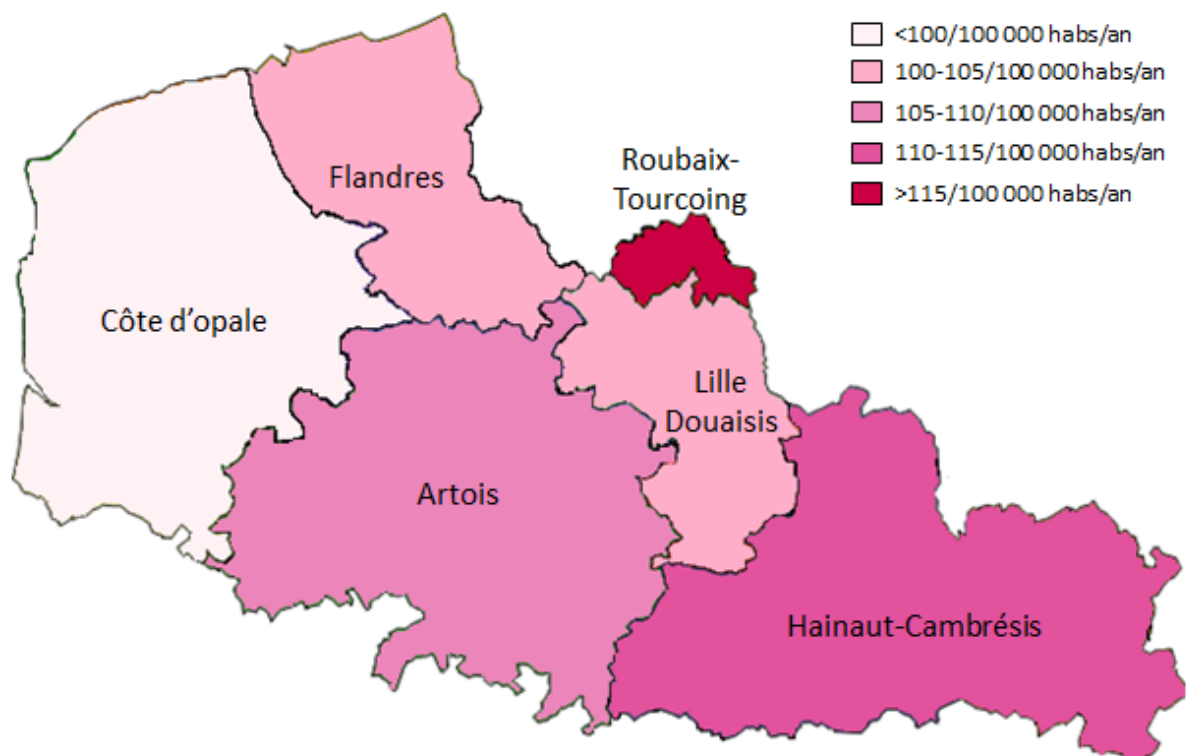 <100/100 000 habs/an
100-105/100 000 habs/an
105-110/100 000 habs/an
110-115/100 000 habs/an
>115/100 000 habs/an
Roubaix-
Tourcoing
Flandres
Côte d’opale
Lille
Douaisis
Artois
Hainaut-Cambrésis